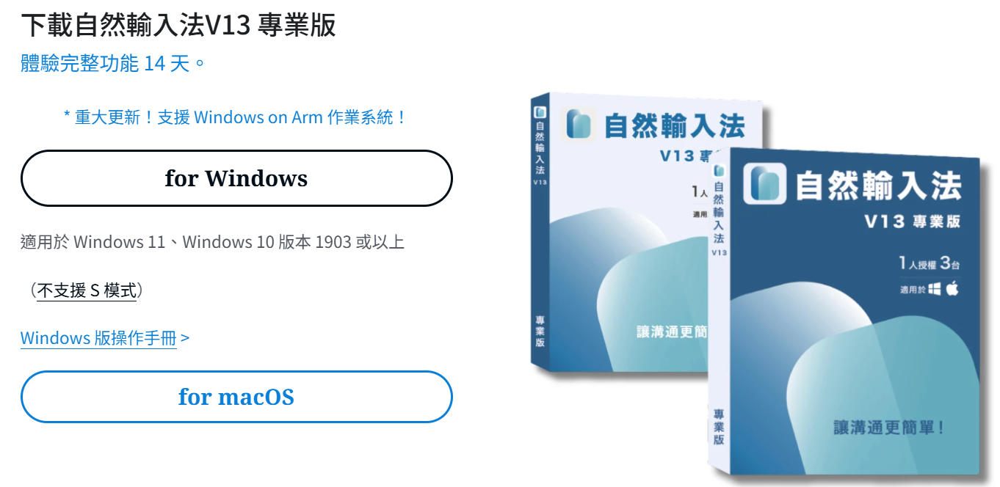 下載自然輸入法V13 專業版
體驗完整功能 14 天。
* 重大更新！支援 Windows on Arm 作業系統！
for Windows
適用於 Windows 11、Windows 10 版本 1903 或以上
（不支援 S 模式）
Windows 版操作手冊 >
for macOS
自然輸入法
V13
專業版
自然輸入法
V13 專
1人
適用
讓溝通更簡
自然輸入法
V13
專業版
自然輸入法
V13 專業版
1人授權 3台
適用於
讓溝通更簡單！